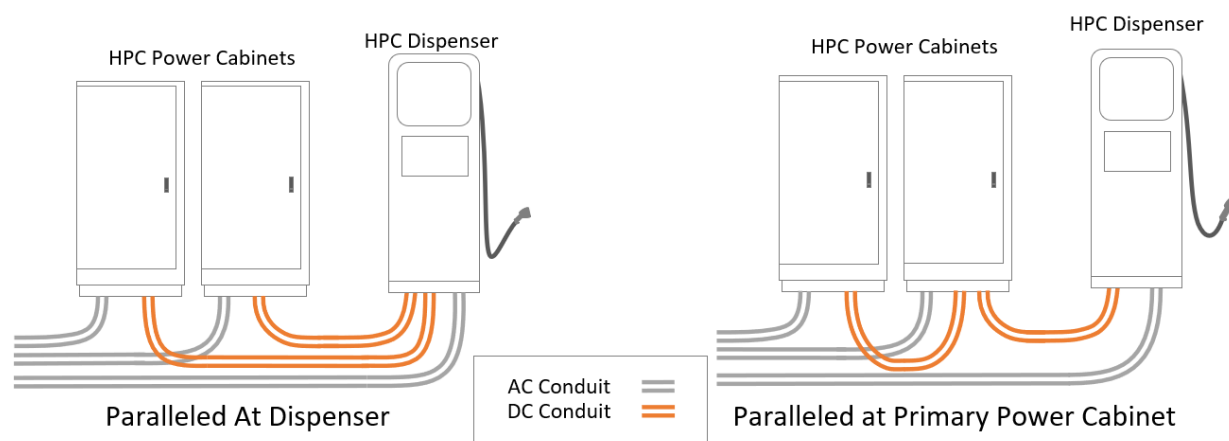 HPC Dispenser
HPC Power Cabinets
HPC Dispenser
HPC Power Cabinets
AC Conduit
DC Conduit
Paralleled At Dispenser
Paralleled at Primary Power Cabinet